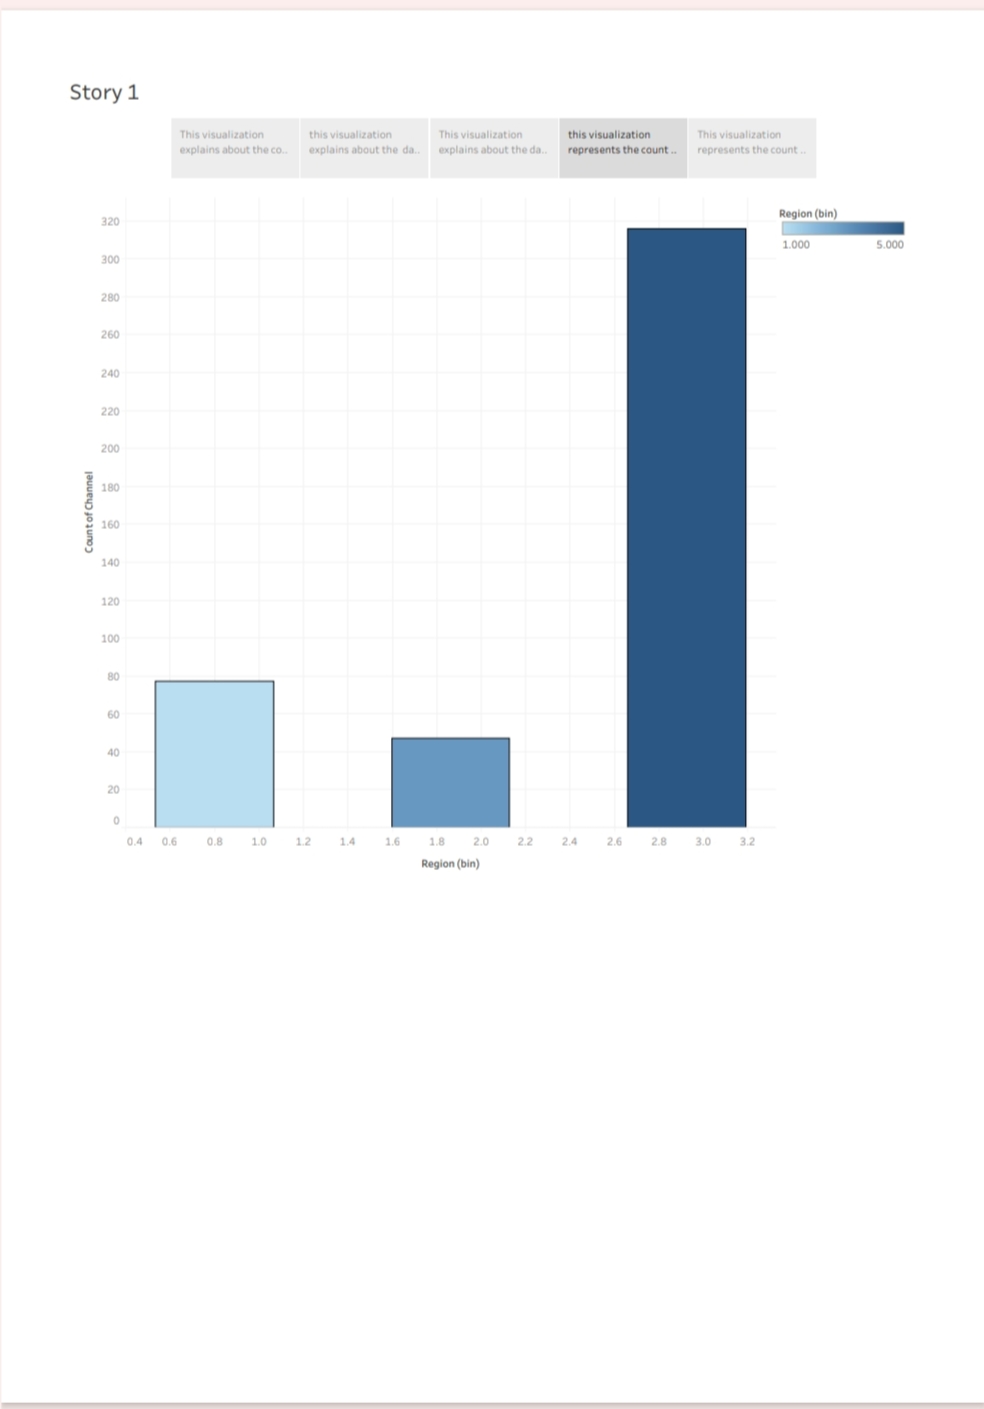 Story 1
This visualization
explains about the co..
this visualization
explains about the da..
This visualization
explains about the da..
this visualization
represents the count ..
This visualization
represents the count ..
Region (bin)
1.000 5.000
320
300
280
260
240
220
200
180
160
140
120
100
80
60
40
20
0
Count of Channel
0.4 0.6 0.8 1.0 1.2 1.4 1.6 1.8 2.0 2.2 2.4 2.6 2.8 3.0 3.2
Region (bin)